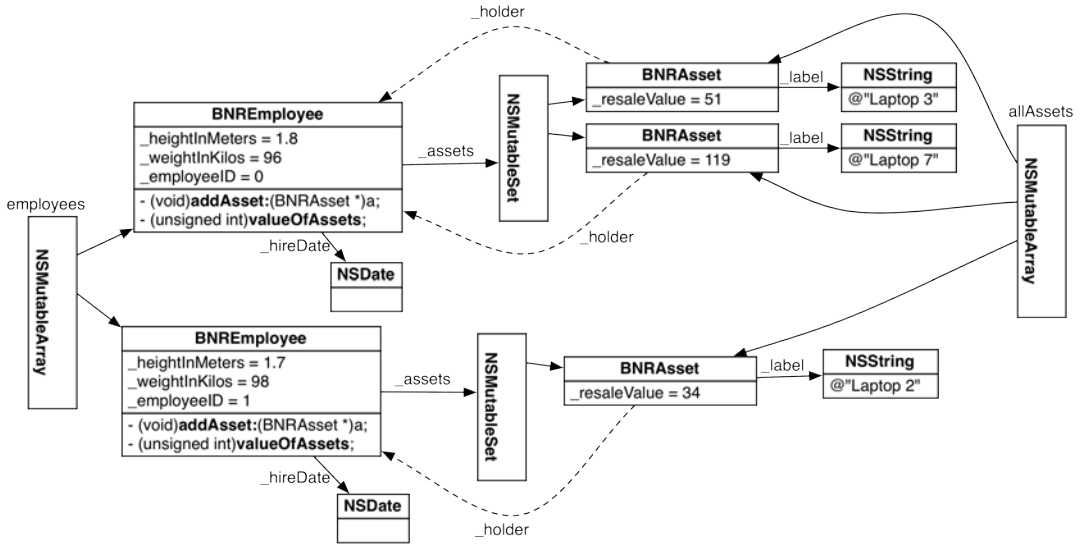 _holder
BNRAsset
_resaleValue = 51
_label
NSString
@"Laptop 3"
allAssets
BNREmployee
_heightInMeters = 1.8
_weightInKilos = 96
_employeeID = 0
- (void)addAsset:(BNRAsset *)a;
- (unsigned int)valueOfAssets;
_assets
NSMutableSet
BNRAsset
_resaleValue = 119
_label
NSString
@"Laptop 7"
NSMutableArray
employees
NSMutableArray
_hireDate
NSDate
_holder
BNREmployee
_heightInMeters = 1.7
_weightInKilos = 98
_employeeID = 1
- (void)addAsset:(BNRAsset *)a;
- (unsigned int)valueOfAssets;
_assets
NSMutableSet
BNRAsset
_resaleValue = 34
_label
NSString
@"Laptop 2"
_hireDate
NSDate
_holder